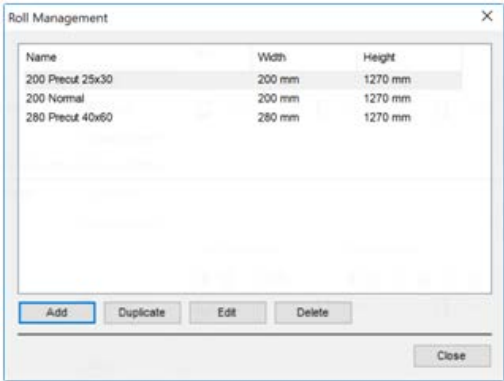 Roll Management
Name Width Height
200 Precut 25x30 200 mm 1270 mm
200 Normal 200 mm 1270 mm
280 Precut 40x60 280 mm 1270 mm
Add Duplicate Edit Delete
Close